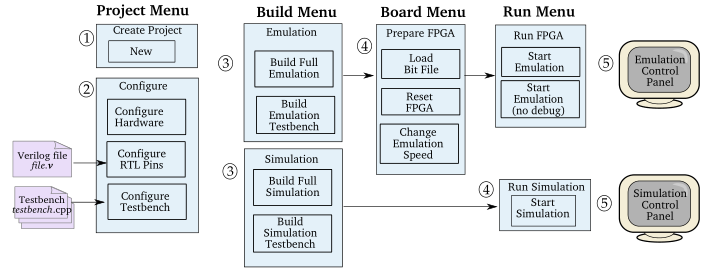 Project Menu
Build Menu
Board Menu
Run Menu
1
Create Project
New
2
Configure
Configure
Hardware
Configure
RTL Pins
Configure
Testbench
Verilog file
file.v
Testbench
testbench.cpp
3
Emulation
Build Full
Emulation
Build
Emulation
Testbench
3
Simulation
Build Full
Simulation
Build
Simulation
Testbench
4
Prepare FPGA
Load
Bit File
Reset
FPGA
Change
Emulation
Speed
Run FPGA
Start
Emulation
Start
Emulation
(no debug)
5
Emulation
Control
Panel
4
Run Simulation
Start
Simulation
5
Simulation
Control
Panel